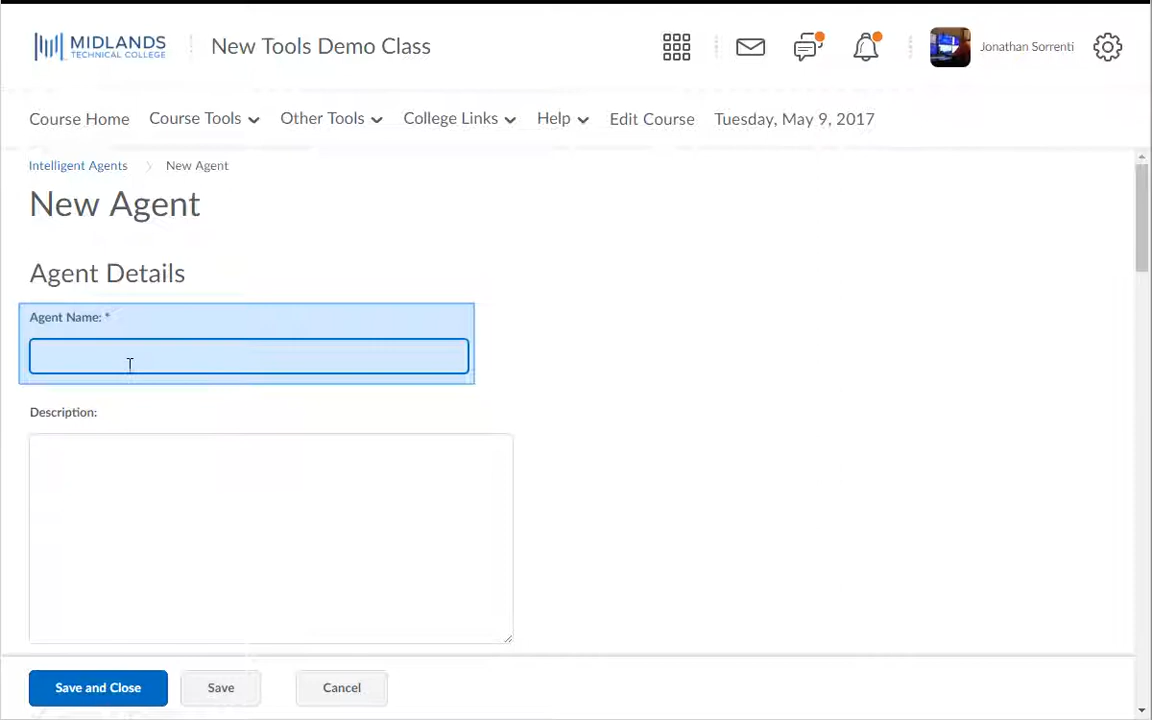 MIDLANDS
TECHNICAL COLLEGE
New Tools Demo Class
Jonathan Sorrenti
Course Home
Course Tools
Other Tools
College Links
Help
Edit Course
Tuesday, May 9, 2017
Intelligent Agents
New Agent
New Agent
Agent Details
Agent Name: *
Description:
Save and Close
Save
Cancel